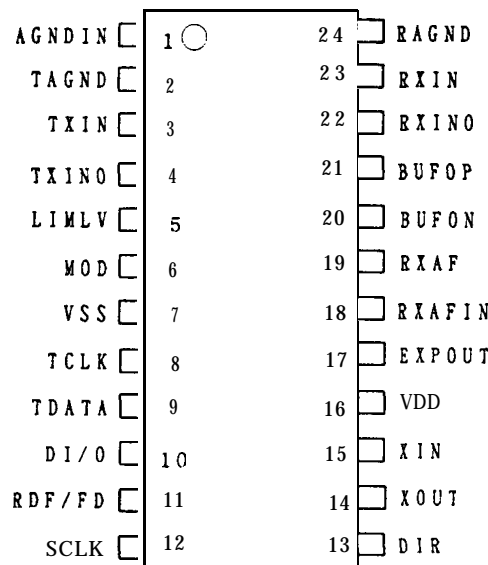 AGNDIN 1 24 RAGND
TAGND 2 23 RXIN
TXIN 3 22 RXINO
TXINO 4 21 BUFOP
LIMLV 5 20 BUFON
MOD 6 19 RXAF
VSS 7 18 RXAFIN
TCLK 8 17 EXPOUT
TDATA 9 16 VDD
DI/O 10 15 XIN
RDF/FD 11 14 XOUT
SCLK 12 13 DIR